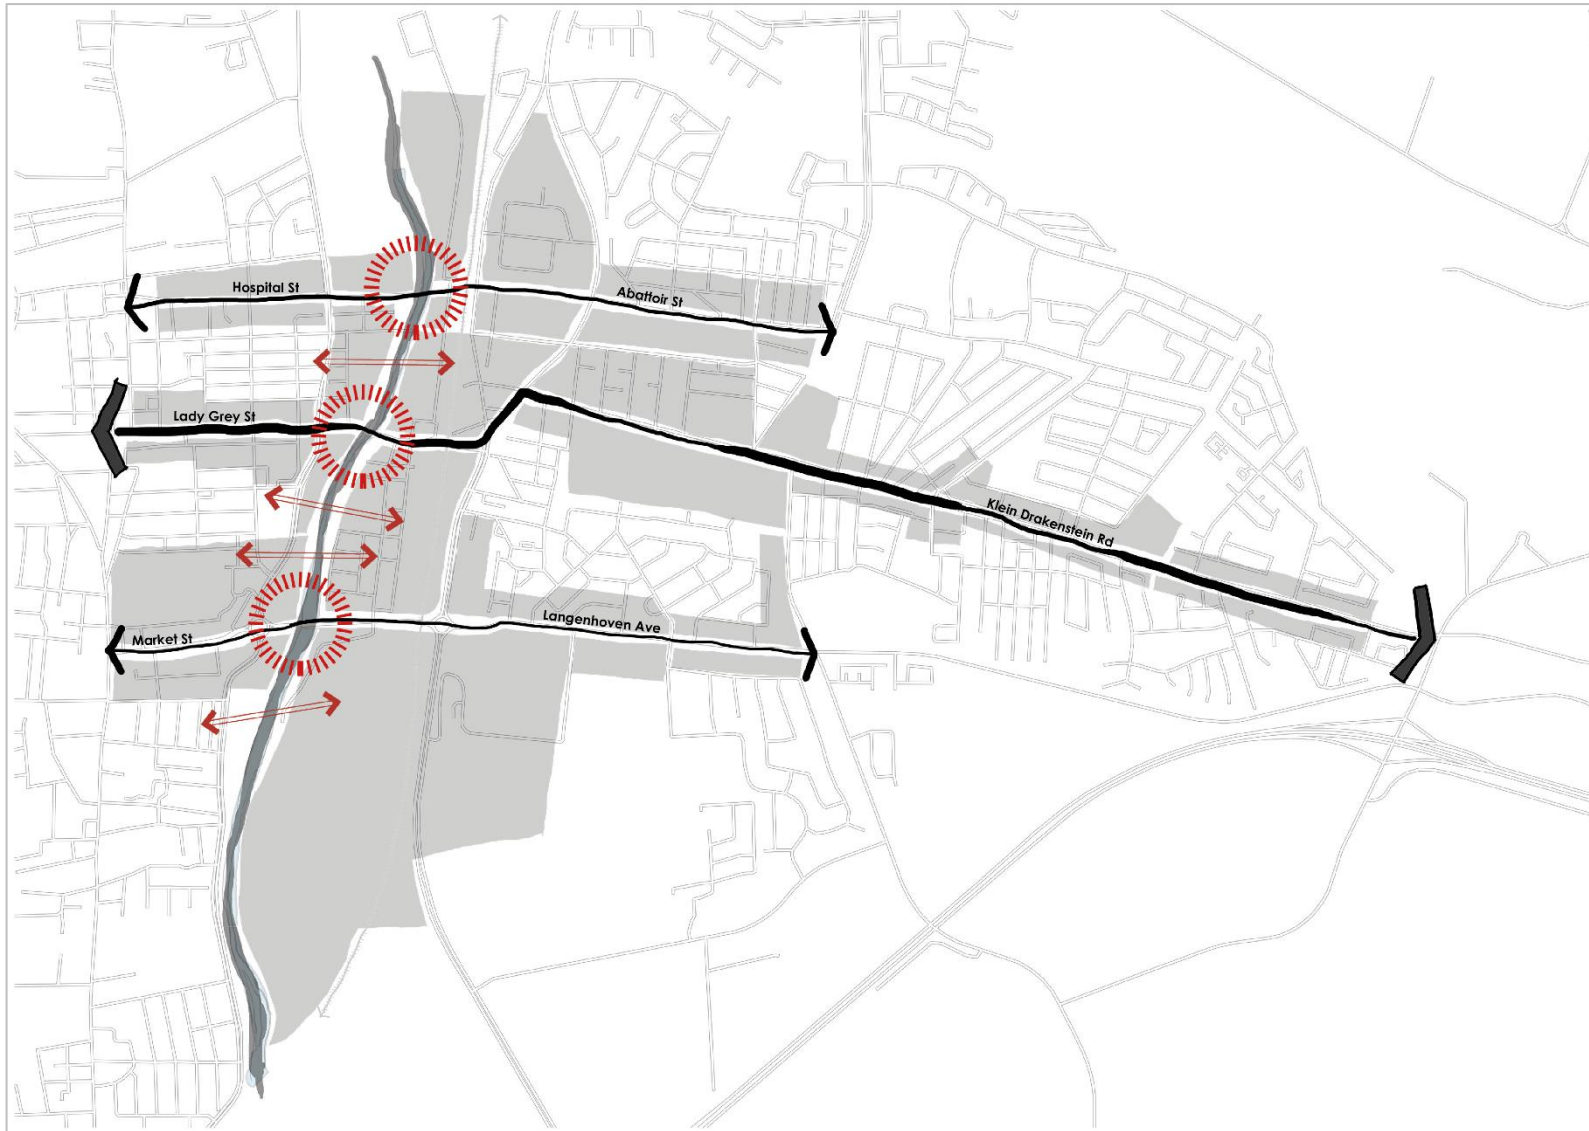 Hospital St
Abattoir St
Lady Grey St
Klein Drakenstein Rd
Langenhoven Ave
Market St